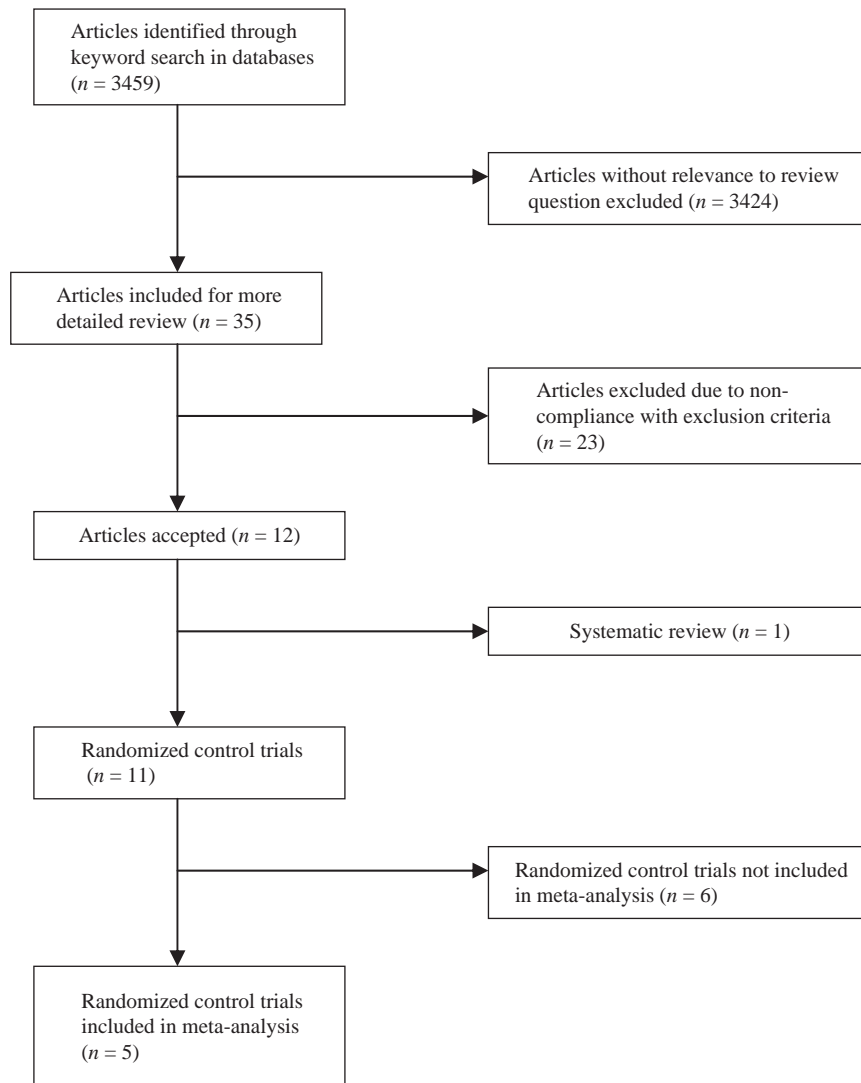 Articles identified through
keyword search in databases
(n = 3459)
Articles without relevance to review
question excluded (n = 3424)
Articles included for more
detailed review (n = 35)
Articles excluded due to non-
compliance with exclusion criteria
(n = 23)
Articles accepted (n = 12)
Systematic review (n = 1)
Randomized control trials
(n = 11)
Randomized control trials not included
in meta-analysis (n = 6)
Randomized control trials
included in meta-analysis
(n = 5)